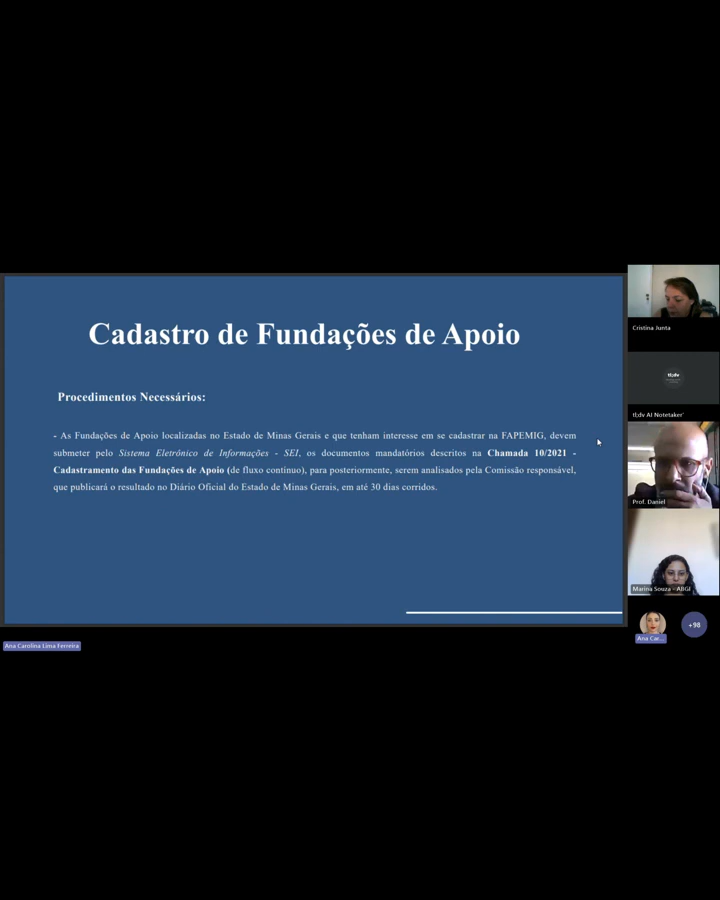 Cadastro de Fundações de Apoio
Procedimentos Necessários:
- As Fundações de Apoio localizadas no Estado de Minas Gerais e que tenham interesse em se cadastrar na FAPEMIG, devem
submeter pelo Sistema Eletrônico de Informações - SEI, os documentos mandatórios descritos na Chamada 10/2021 -
Cadastramento das Fundações de Apoio (de fluxo contínuo), para posteriormente, serem analisados pela Comissão responsável,
que publicará o resultado no Diário Oficial do Estado de Minas Gerais, em até 30 dias corridos.
Cristina Junta
tl;dv
tl;dv AI Notetaker'
Prof. Daniel
Marina Souza - ABGI
Ana Car...
+98
Ana Carolina Lima Ferreira